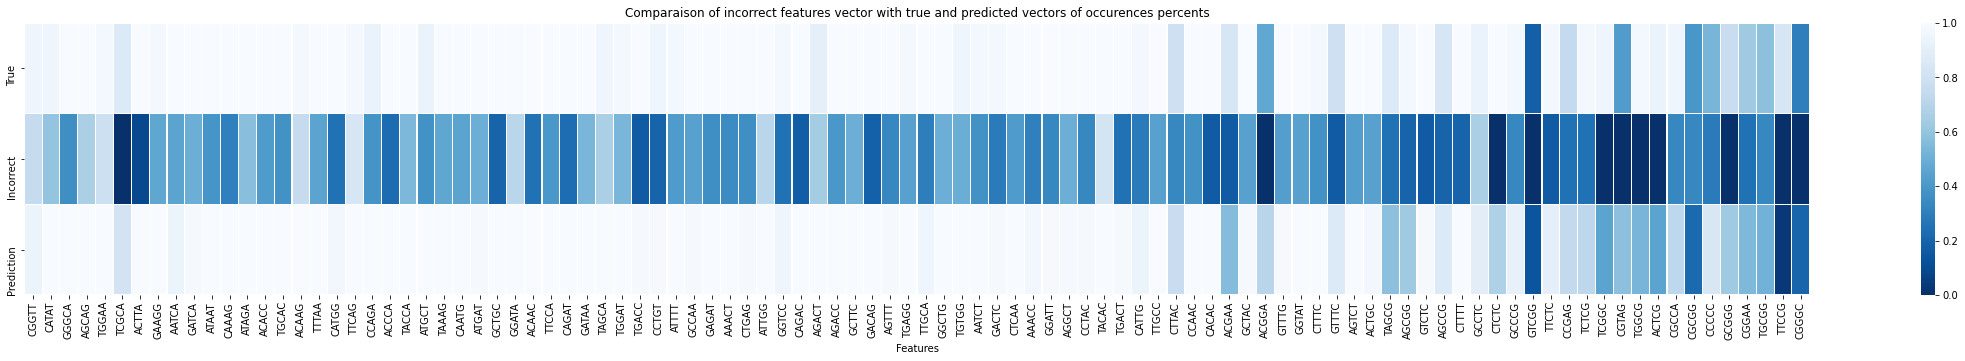 Comparaison of incorrect features vector with true and predicted vectors of occurences percents
True
Incorrect
Prediction
1.0
0.8
0.6
0.4
0.2
0.0
CGGTT CATAT GGGCA AGCAG TGGAA TCGCA ACTTA GAAGG AATCA GATCA ATAAT CAAAG ATAGA ACACC TGCAC ACAAG TTTAA CATGG TTCAG CCAGA ACCCA TACCA ATGCT TAAAG CAATG ATGAT GCTGC GGATA ACAAC TTCCA CAGAT GATAA TAGCA TGGAT TGACC CCTGT ATTTT GCCAA GAGAT AAACT CTGAG ATTGG GGTCC CAGAC AGACT AGACC GCTTC GACAG AGTTT TGAGG TTGCA GGCTG TGTGG AATCT GACTC CTCAA AAACC GGATT AGGCT CCTAC TACAC TGACT CATTG TTGCC CTTAC CCAAC CACAC ACGAA GCTAC ACGGA GTTTG GGTAT CTTTC GTTTC AGTCT ACTGC TAGCG AGCGG GTCTC AGCCG CTTTT GCCTC CTCTC GCCCG GTCGG TTCTC CCGAG TCTCG TCGGC CGTAG TGGCG ACTCG CGCCA CGCGG CCCCC GCGGG CGGAA TGCGG TTCCG CGGGC
Features